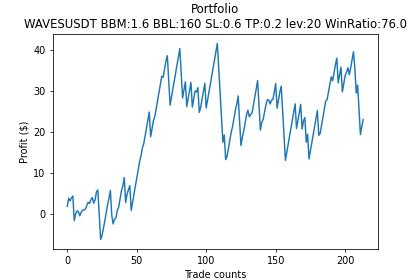 Portfolio
WAVESUSDT BBM:1.6 BBL:160 SL:0.6 TP:0.2 lev:20 WinRatio:76.0
40
30
20
10
0
Profit ($)
0 50 100 150 200
Trade counts